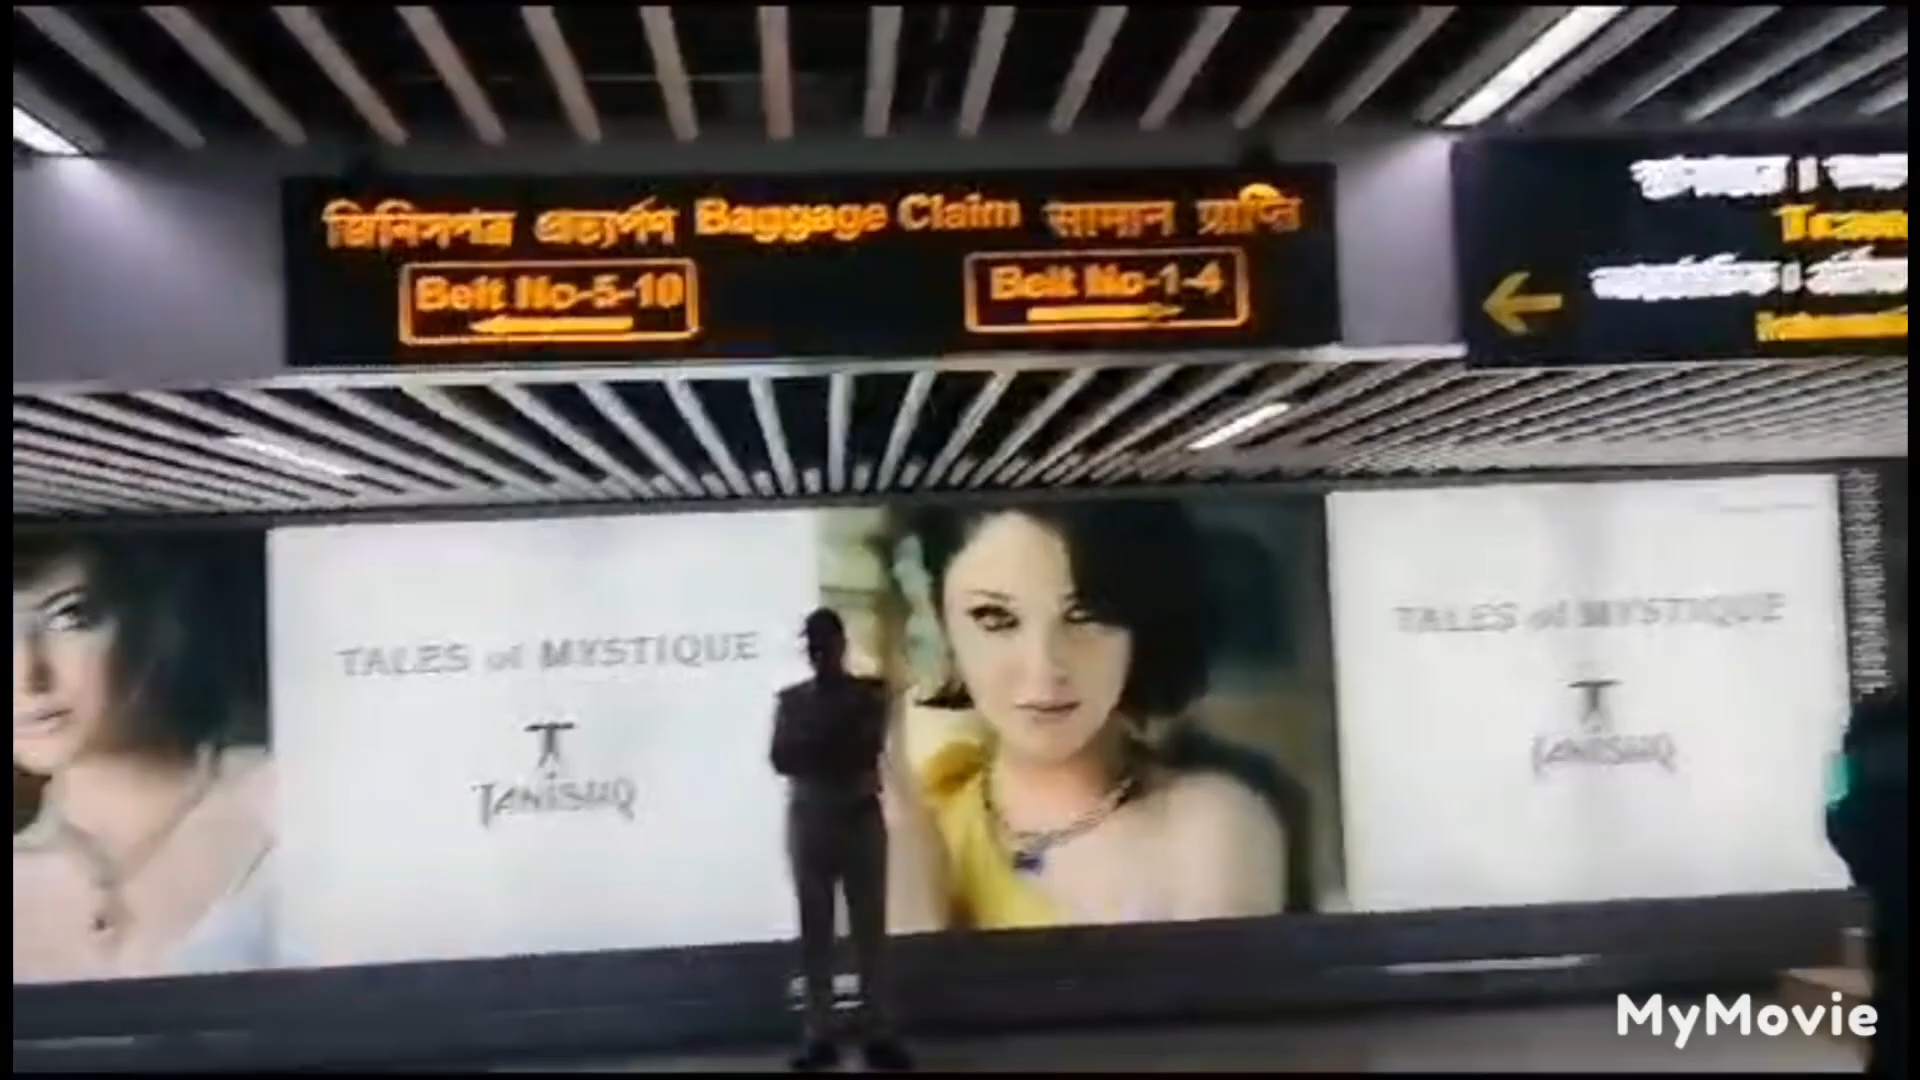 জিনিসপত্র প্রত্যর্পণ Baggage Claim सामान प्राप्ति
Belt No-5-10
Belt No-1-4
TALES of MYSTIQUE
TANISHQ
TALES of MYSTIQUE
TANISHQ
MyMovie